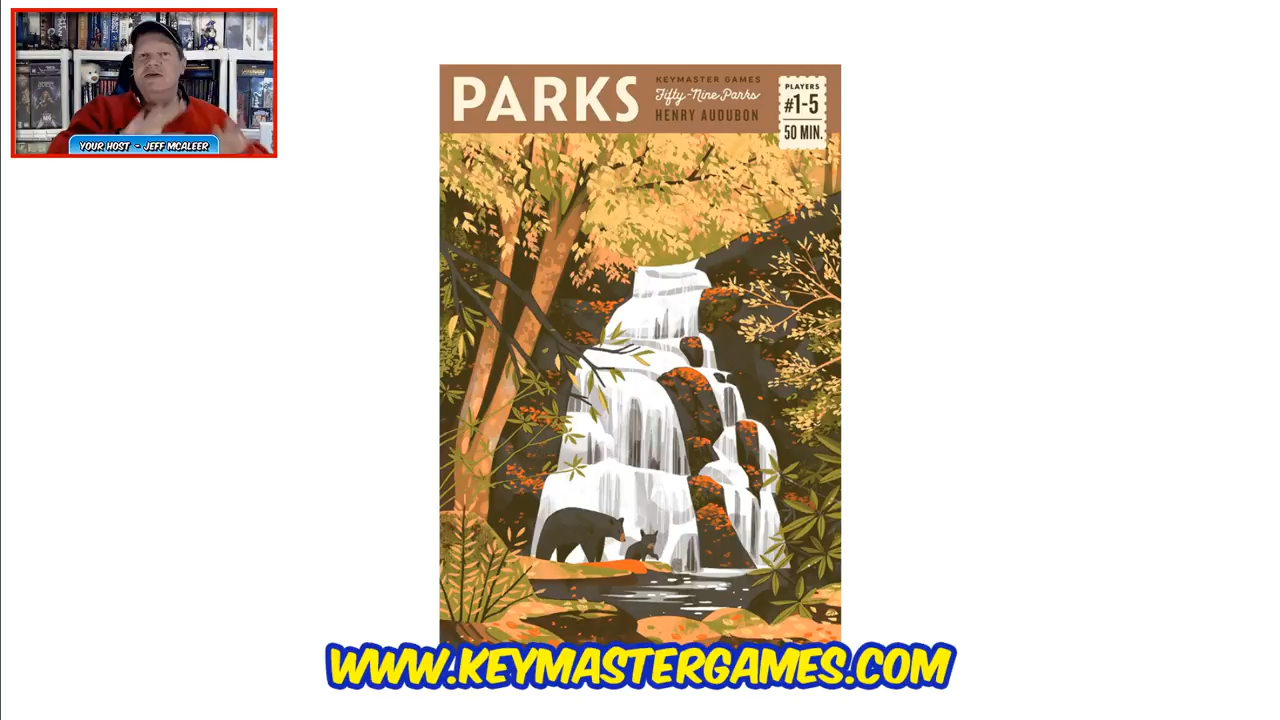 YOUR HOST - JEFF MCALEER
PARKS
KEYMASTER GAMES
Fifty-Nine Parks
HENRY AUDUBON
PLAYERS
#1-5
50 MIN.
WWW.KEYMASTERGAMES.COM